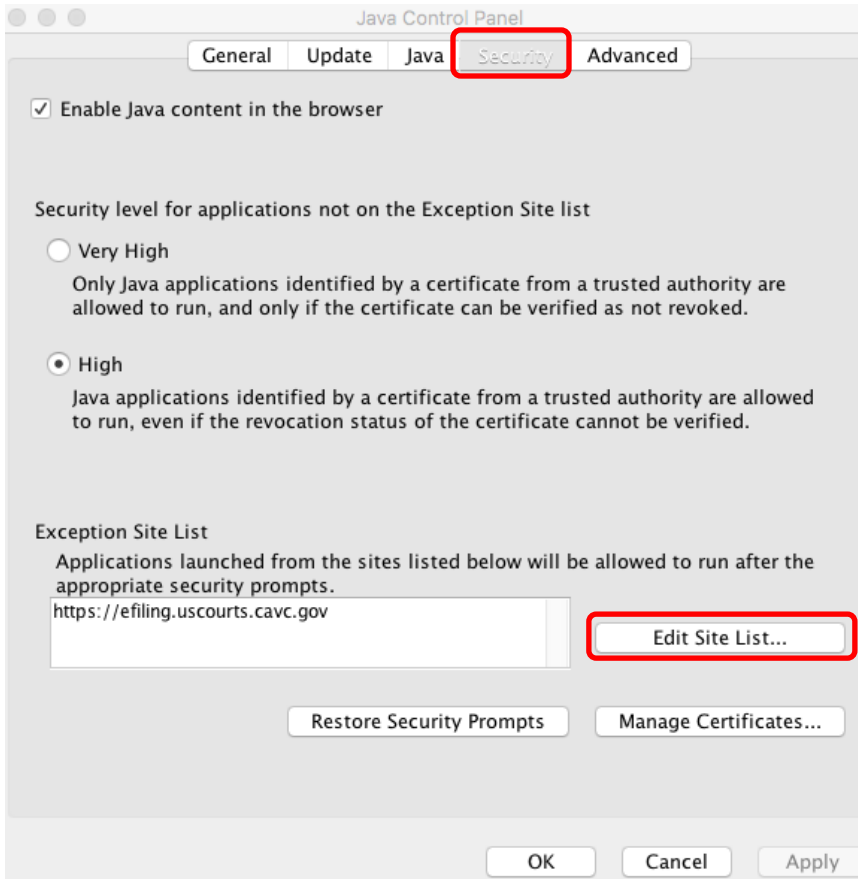 Java Control Panel
General Update Java Security Advanced
Enable Java content in the browser
Security level for applications not on the Exception Site list
Very High
Only Java applications identified by a certificate from a trusted authority are
allowed to run, and only if the certificate can be verified as not revoked.
High
Java applications identified by a certificate from a trusted authority are allowed
to run, even if the revocation status of the certificate cannot be verified.
Exception Site List
Applications launched from the sites listed below will be allowed to run after the
appropriate security prompts.
https://efiling.uscourts.cavc.gov
Edit Site List...
Restore Security Prompts Manage Certificates...
OK Cancel Apply